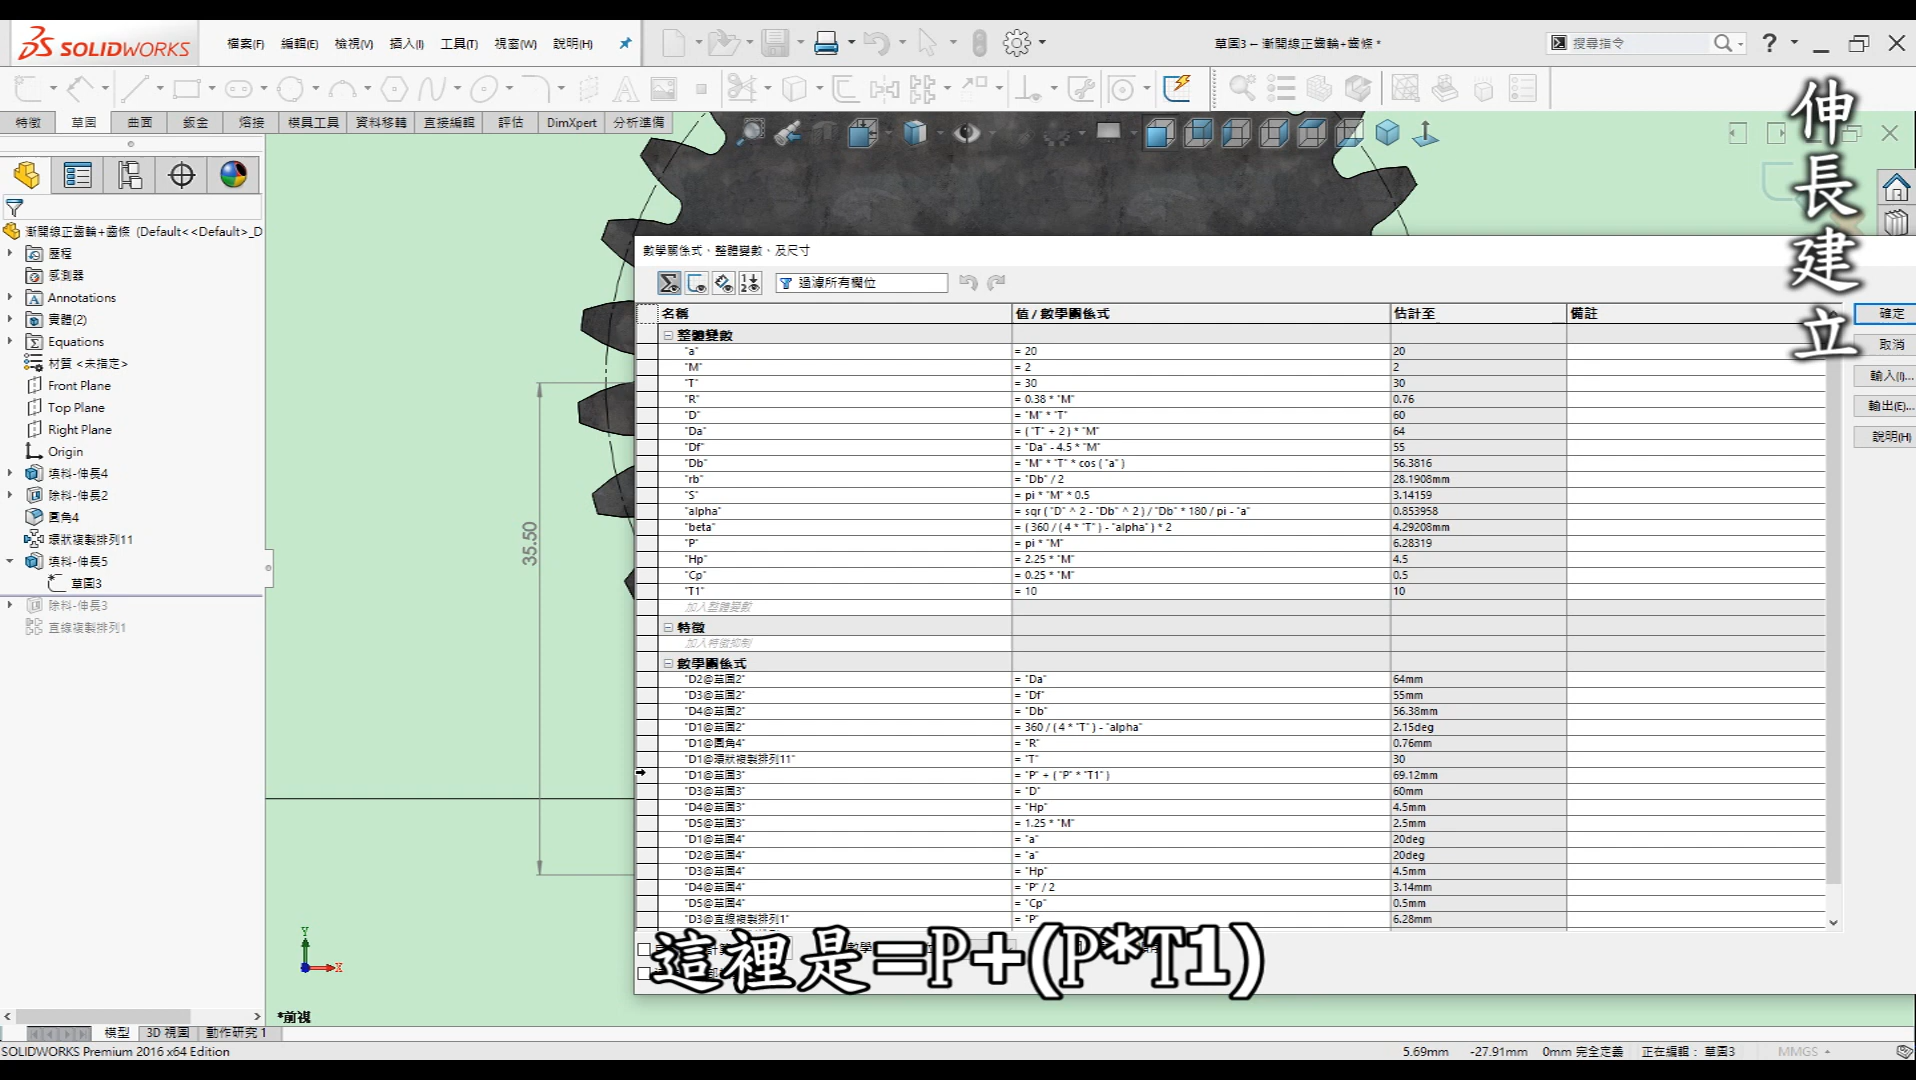 SOLIDWORKS
檔案(F) 編輯(E) 檢視(V) 插入(I) 工具(T) 視窗(W) 說明(H)
草圖3 -- 漸開線正齒輪+齒條 *
搜尋指令
特徵 草圖 曲面 鈑金 熔接 模具工具 資料移轉 直接編輯 評估 DimXpert 分析準備
伸長建立
漸開線正齒輪+齒條 (Default<<Default>_D
歷程
感測器
Annotations
實體(2)
Equations
材質 <未指定>
Front Plane
Top Plane
Right Plane
Origin
填料-伸長4
除料-伸長2
圓角4
環狀複製排列11
填料-伸長5
草圖3
除料-伸長3
直線複製排列1
35.50
數學關係式、整體變數、及尺寸
過濾所有欄位
名稱 值 / 數學關係式 估計至 備註
整體變數
"a" = 20 20
"M" = 2 2
"T" = 30 30
"R" = 0.38 * "M" 0.76
"D" = "M" * "T" 60
"Da" = ( "T" + 2 ) * "M" 64
"Df" = "Da" - 4.5 * "M" 55
"Db" = "M" * "T" * cos ( "a" ) 56.3816
"rb" = "Db" / 2 28.1908mm
"S" = pi * "M" * 0.5 3.14159
"alpha" = sqr ( "D" ^ 2 - "Db" ^ 2 ) / "Db" * 180 / pi - "a" 0.853958
"beta" = ( 360 / ( 4 * "T" ) - "alpha" ) * 2 4.29208mm
"P" = pi * "M" 6.28319
"Hp" = 2.25 * "M" 4.5
"Cp" = 0.25 * "M" 0.5
"T1" = 10 10
加入整體變數
特徵
加入特徵抑制
數學關係式
"D2@草圖2" = "Da" 64mm
"D3@草圖2" = "Df" 55mm
"D4@草圖2" = "Db" 56.38mm
"D1@草圖2" = 360 / ( 4 * "T" ) - "alpha" 2.15deg
"D1@圓角4" = "R" 0.76mm
"D1@環狀複製排列11" = "T" 30
"D1@草圖3" = "P" + ( "P" * "T1" ) 69.12mm
"D3@草圖3" = "D" 60mm
"D4@草圖3" = "Hp" 4.5mm
"D5@草圖3" = 1.25 * "M" 2.5mm
"D1@草圖4" = "a" 20deg
"D2@草圖4" = "a" 20deg
"D3@草圖4" = "Hp" 4.5mm
"D4@草圖4" = "P" / 2 3.14mm
"D5@草圖4" = "Cp" 0.5mm
"D3@直線複製排列1" = "P" 6.28mm
確定
取消
輸入(I)...
輸出(E)...
說明(H)
這裡是=P+(P*T1)
Y
X
*前視
模型 3D 視圖 動作研究 1
SOLIDWORKS Premium 2016 x64 Edition 5.69mm -27.91mm 0mm 完全定義 正在編輯： 草圖3 MMGS